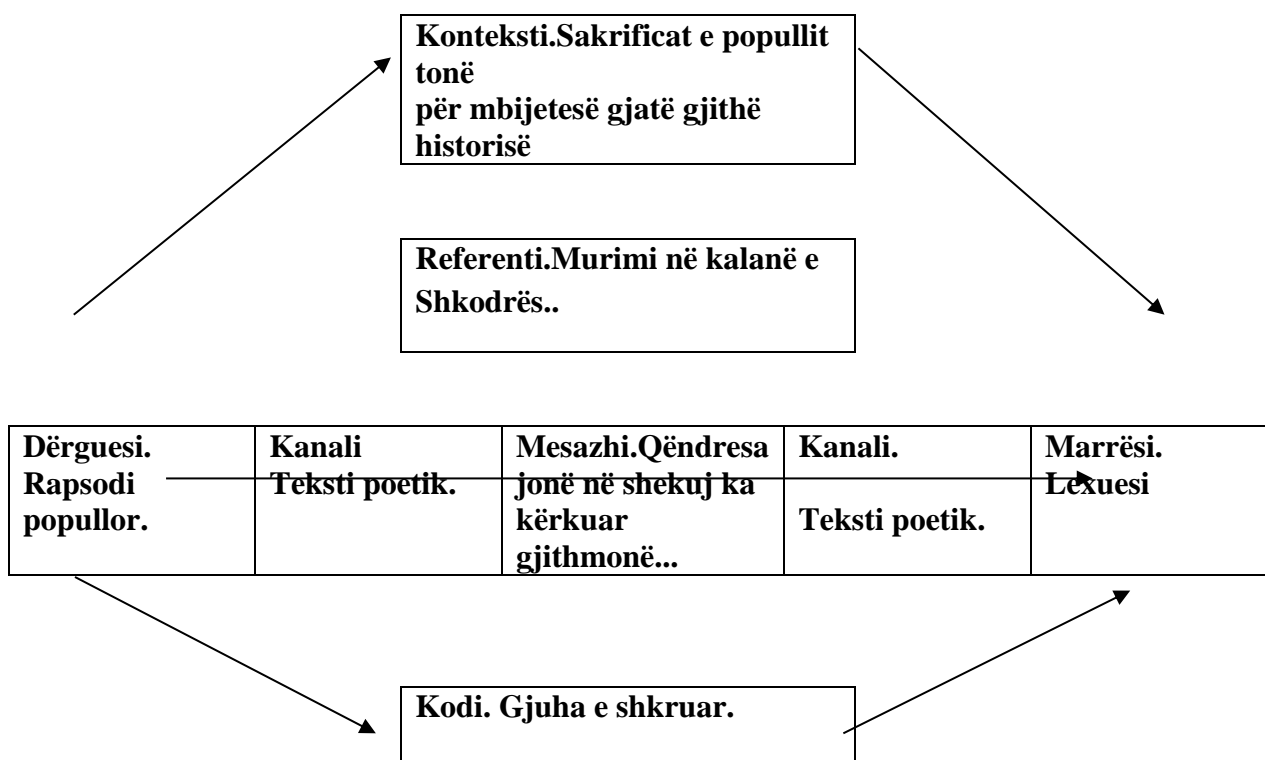 Konteksti.Sakrificat e popullit
tonë
për mbijetesë gjatë gjithë
historisë
Referenti.Murimi në kalanë e
Shkodrës..
Dërguesi.
Rapsodi
popullor.
Kanali
Teksti poetik.
Mesazhi.Qëndresa
jonë në shekuj ka
kërkuar
gjithmonë...
Kanali.
Teksti poetik.
Marrësi.
Lexuesi
Kodi. Gjuha e shkruar.